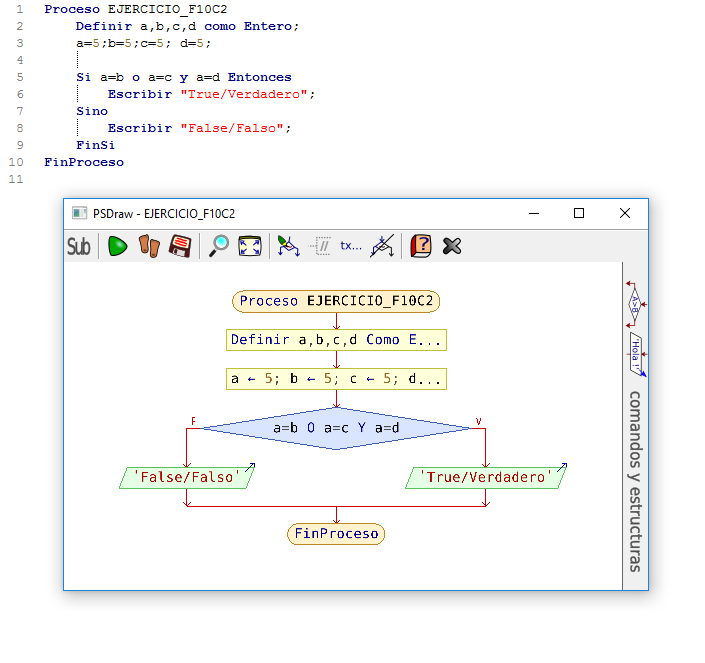 1 Proceso EJERCICIO_F10C2
2 Definir a,b,c,d como Entero;
3 a=5;b=5;c=5; d=5;
4
5 Si a=b o a=c y a=d Entonces
6 Escribir "True/Verdadero";
7 Sino
8 Escribir "False/Falso";
9 FinSi
10 FinProceso
11
PSDraw - EJERCICIO_F10C2
Sub // tx... ?
Proceso EJERCICIO_F10C2
Definir a,b,c,d Como E...
a ← 5; b ← 5; c ← 5; d...
F a=b O a=c Y a=d V
'False/Falso' 'True/Verdadero'
FinProceso
A>B
'Hola !'
comandos y estructuras